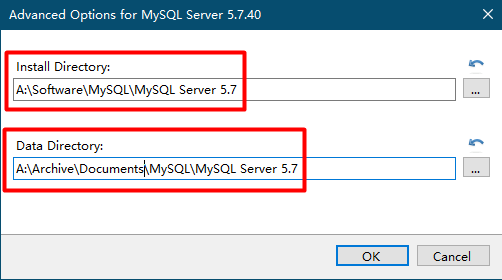 Advanced Options for MySQL Server 5.7.40
Install Directory:
A:\Software\MySQL\MySQL Server 5.7
...
Data Directory:
A:\Archive\Documents\MySQL\MySQL Server 5.7
...
OK
Cancel